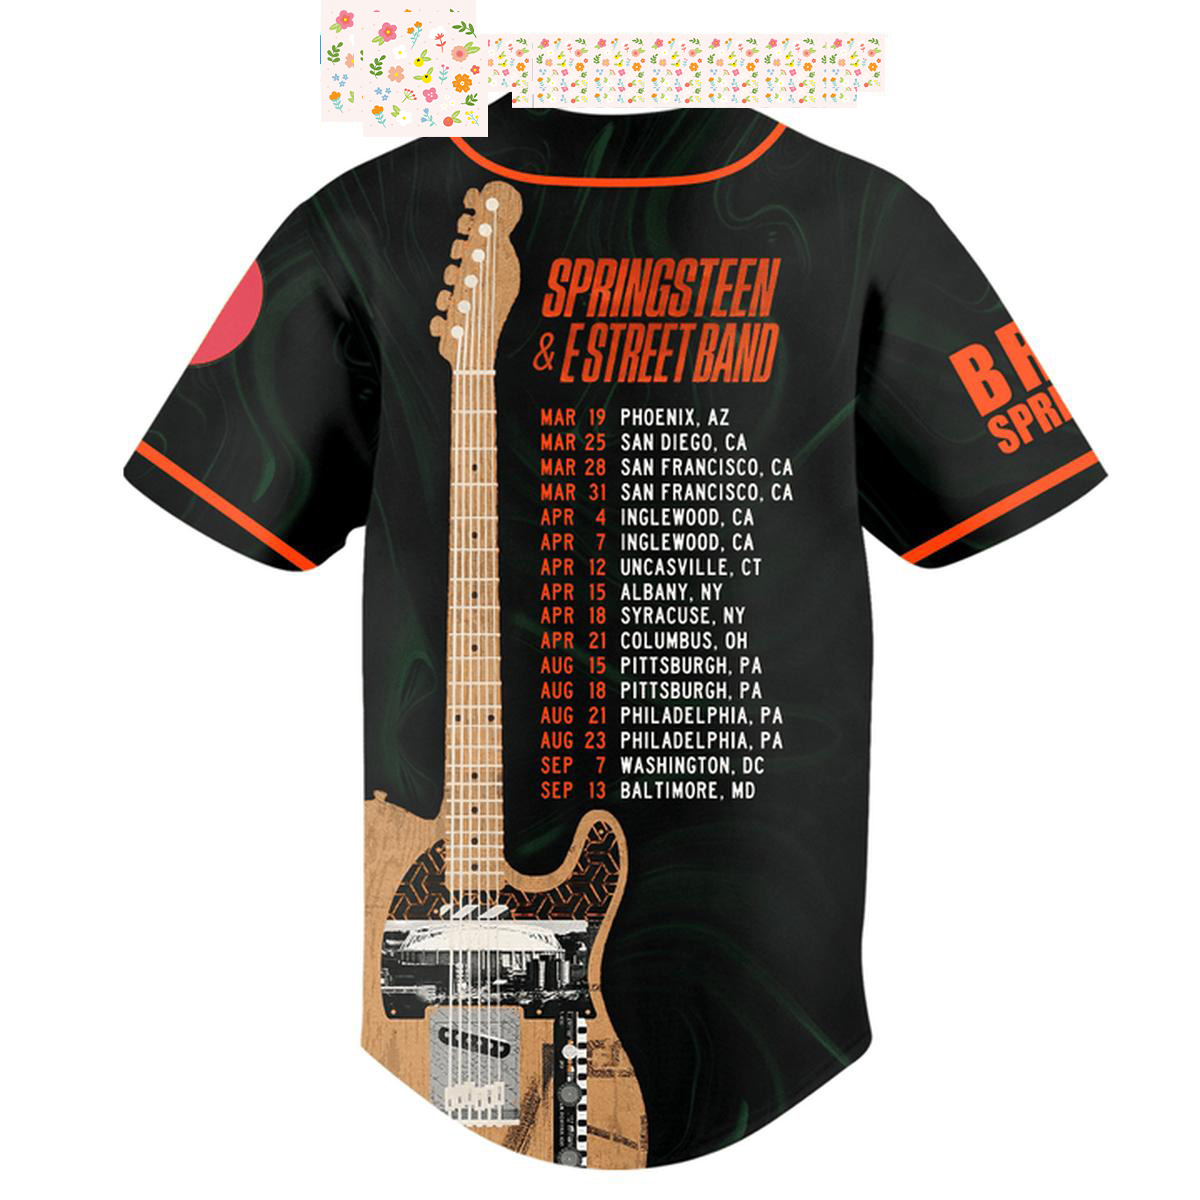 SPRINGSTEEN
& E STREET BAND
MAR 19 PHOENIX, AZ
MAR 25 SAN DIEGO, CA
MAR 28 SAN FRANCISCO, CA
MAR 31 SAN FRANCISCO, CA
APR 4 INGLEWOOD, CA
APR 7 INGLEWOOD, CA
APR 12 UNCASVILLE, CT
APR 15 ALBANY, NY
APR 18 SYRACUSE, NY
APR 21 COLUMBUS, OH
AUG 15 PITTSBURGH, PA
AUG 18 PITTSBURGH, PA
AUG 21 PHILADELPHIA, PA
AUG 23 PHILADELPHIA, PA
SEP 7 WASHINGTON, DC
SEP 13 BALTIMORE, MD